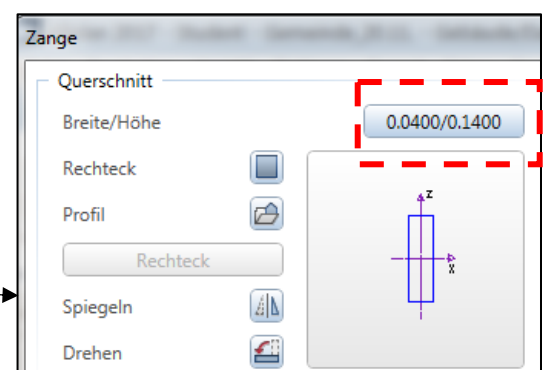 Zange
Querschnitt
Breite/Höhe 0.0400/0.1400
Rechteck
Profil
Rechteck
Spiegeln
Drehen
z
x